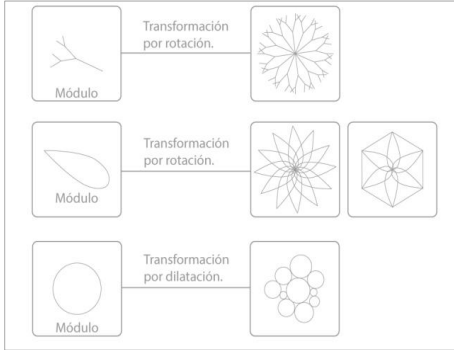 Transformación
por rotación.
Módulo
Transformación
por rotación.
Módulo
Transformación
por dilatación.
Módulo